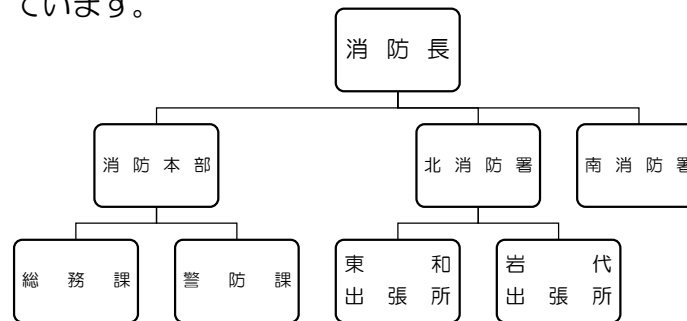 ています。
消防長
消防本部
北消防署
南消防署
総務課
警防課
東和
出張所
岩代
出張所